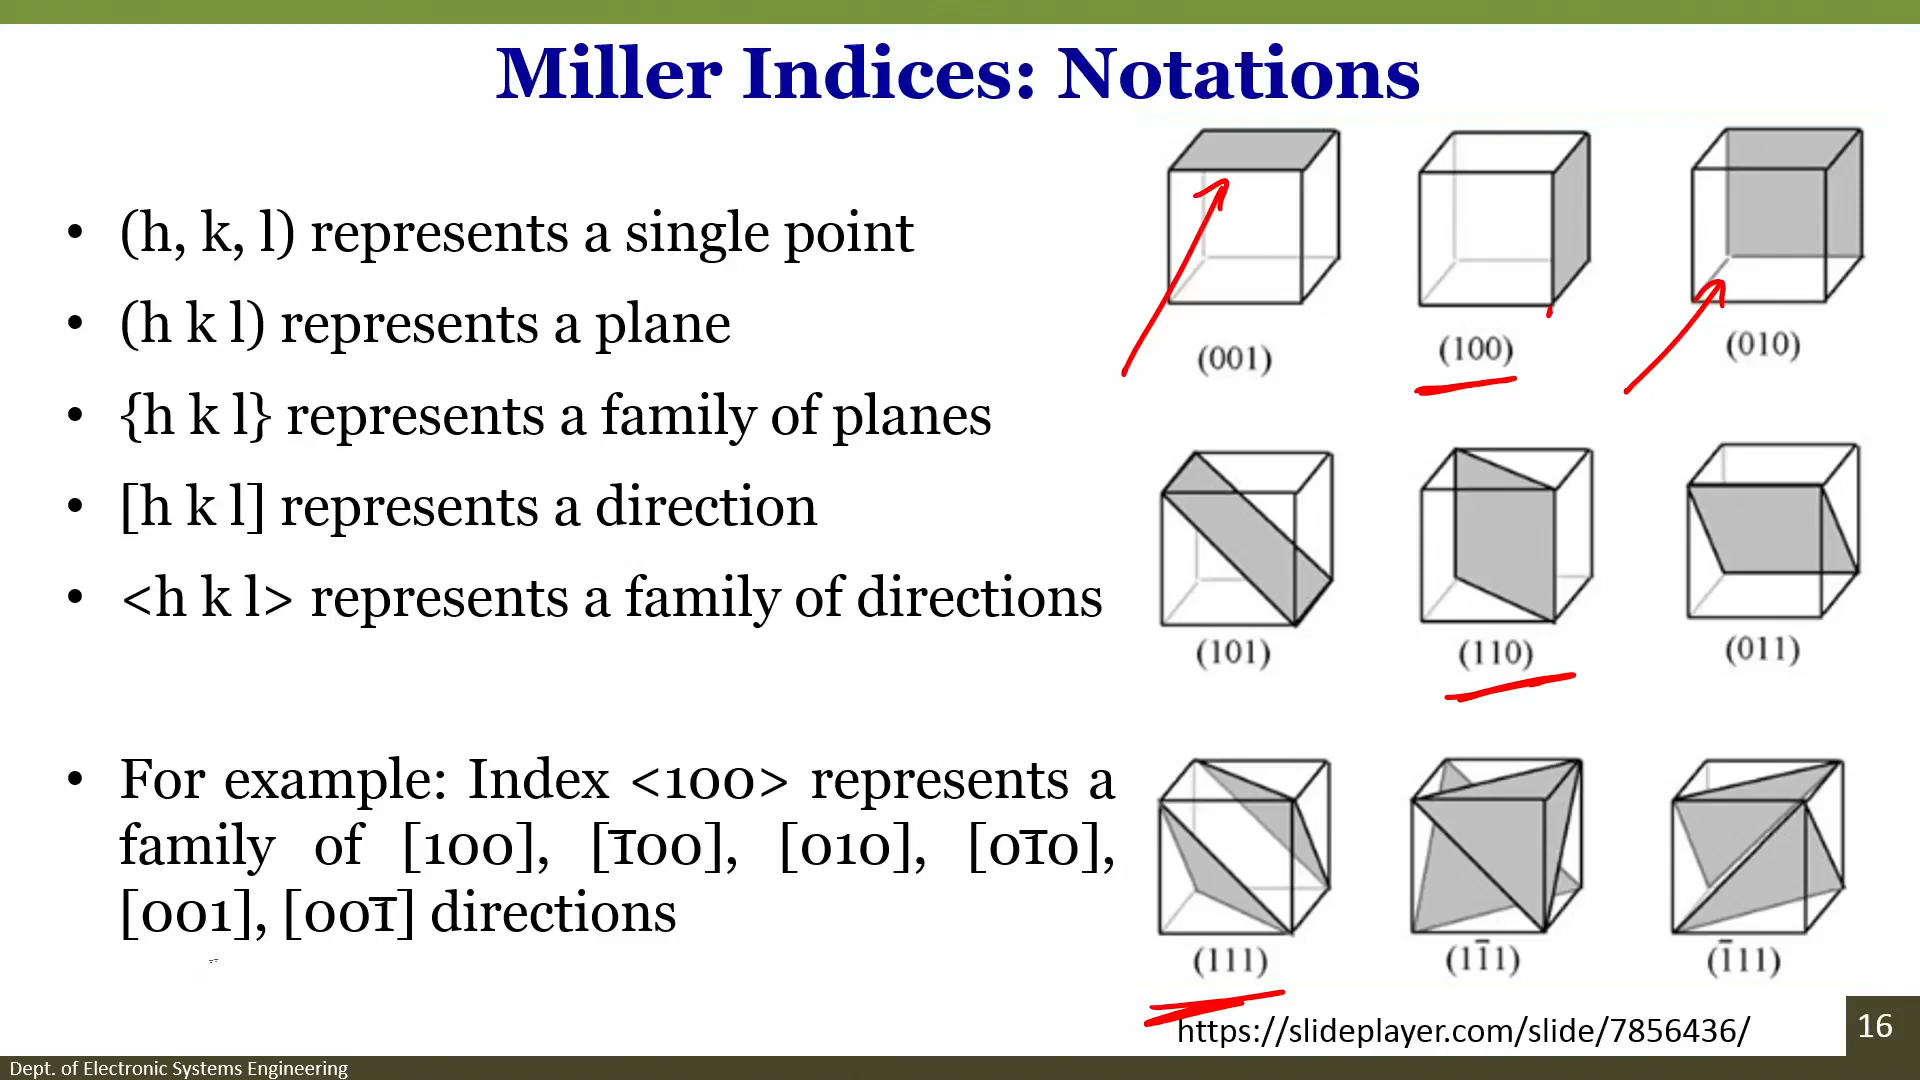 Miller Indices: Notations
• (h, k, l) represents a single point
• (h k l) represents a plane
• {h k l} represents a family of planes
• [h k l] represents a direction
• <h k l> represents a family of directions
• For example: Index <100> represents a
family of [100], [1̅00], [010], [01̅0],
[001], [001̅] directions
(001)
(100)
(010)
(101)
(110)
(011)
(111)
(11̅1)
(1̅11)
https://slideplayer.com/slide/7856436/
16
Dept. of Electronic Systems Engineering